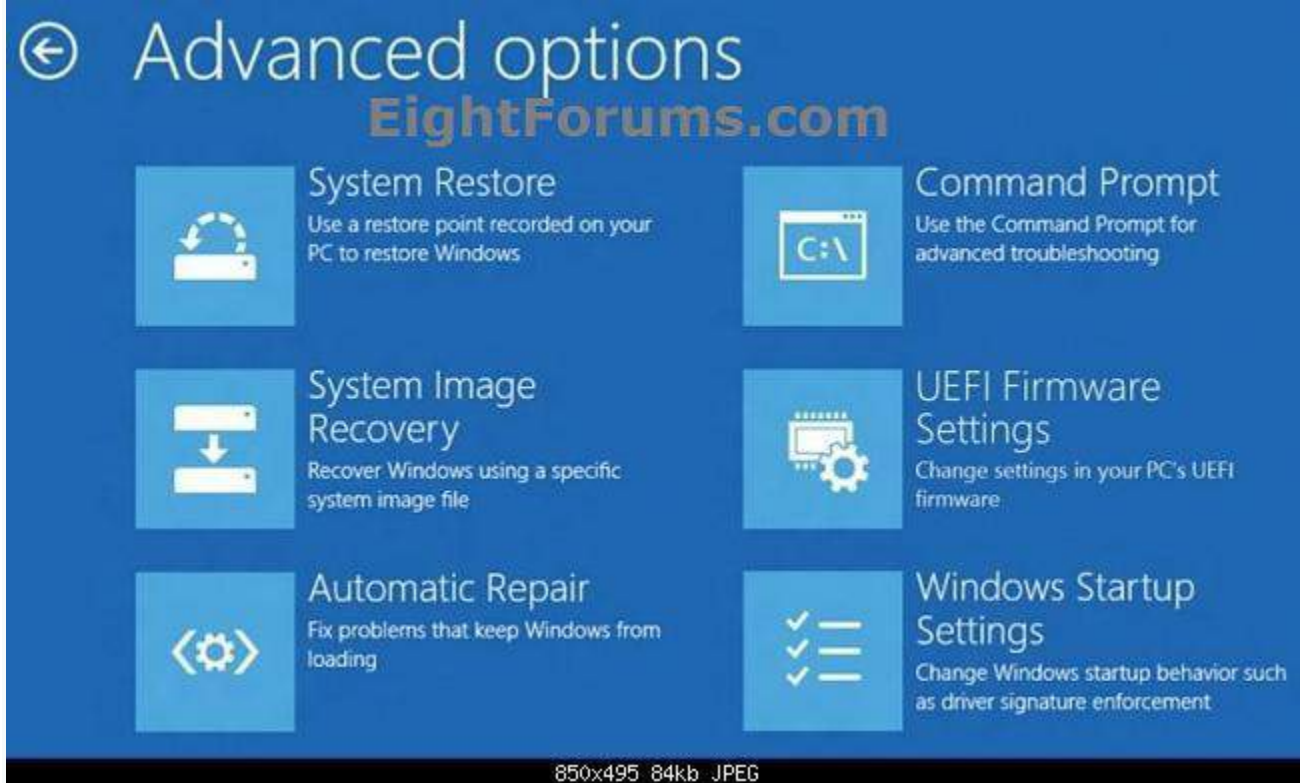 Advanced options
EightForums.com
System Restore
Use a restore point recorded on your
PC to restore Windows
System Image
Recovery
Recover Windows using a specific
system image file
Automatic Repair
Fix problems that keep Windows from
loading
C:\
Command Prompt
Use the Command Prompt for
advanced troubleshooting
UEFI Firmware
Settings
Change settings in your PC's UEFI
firmware
Windows Startup
Settings
Change Windows startup behavior such
as driver signature enforcement
850x495 84kb JPEG